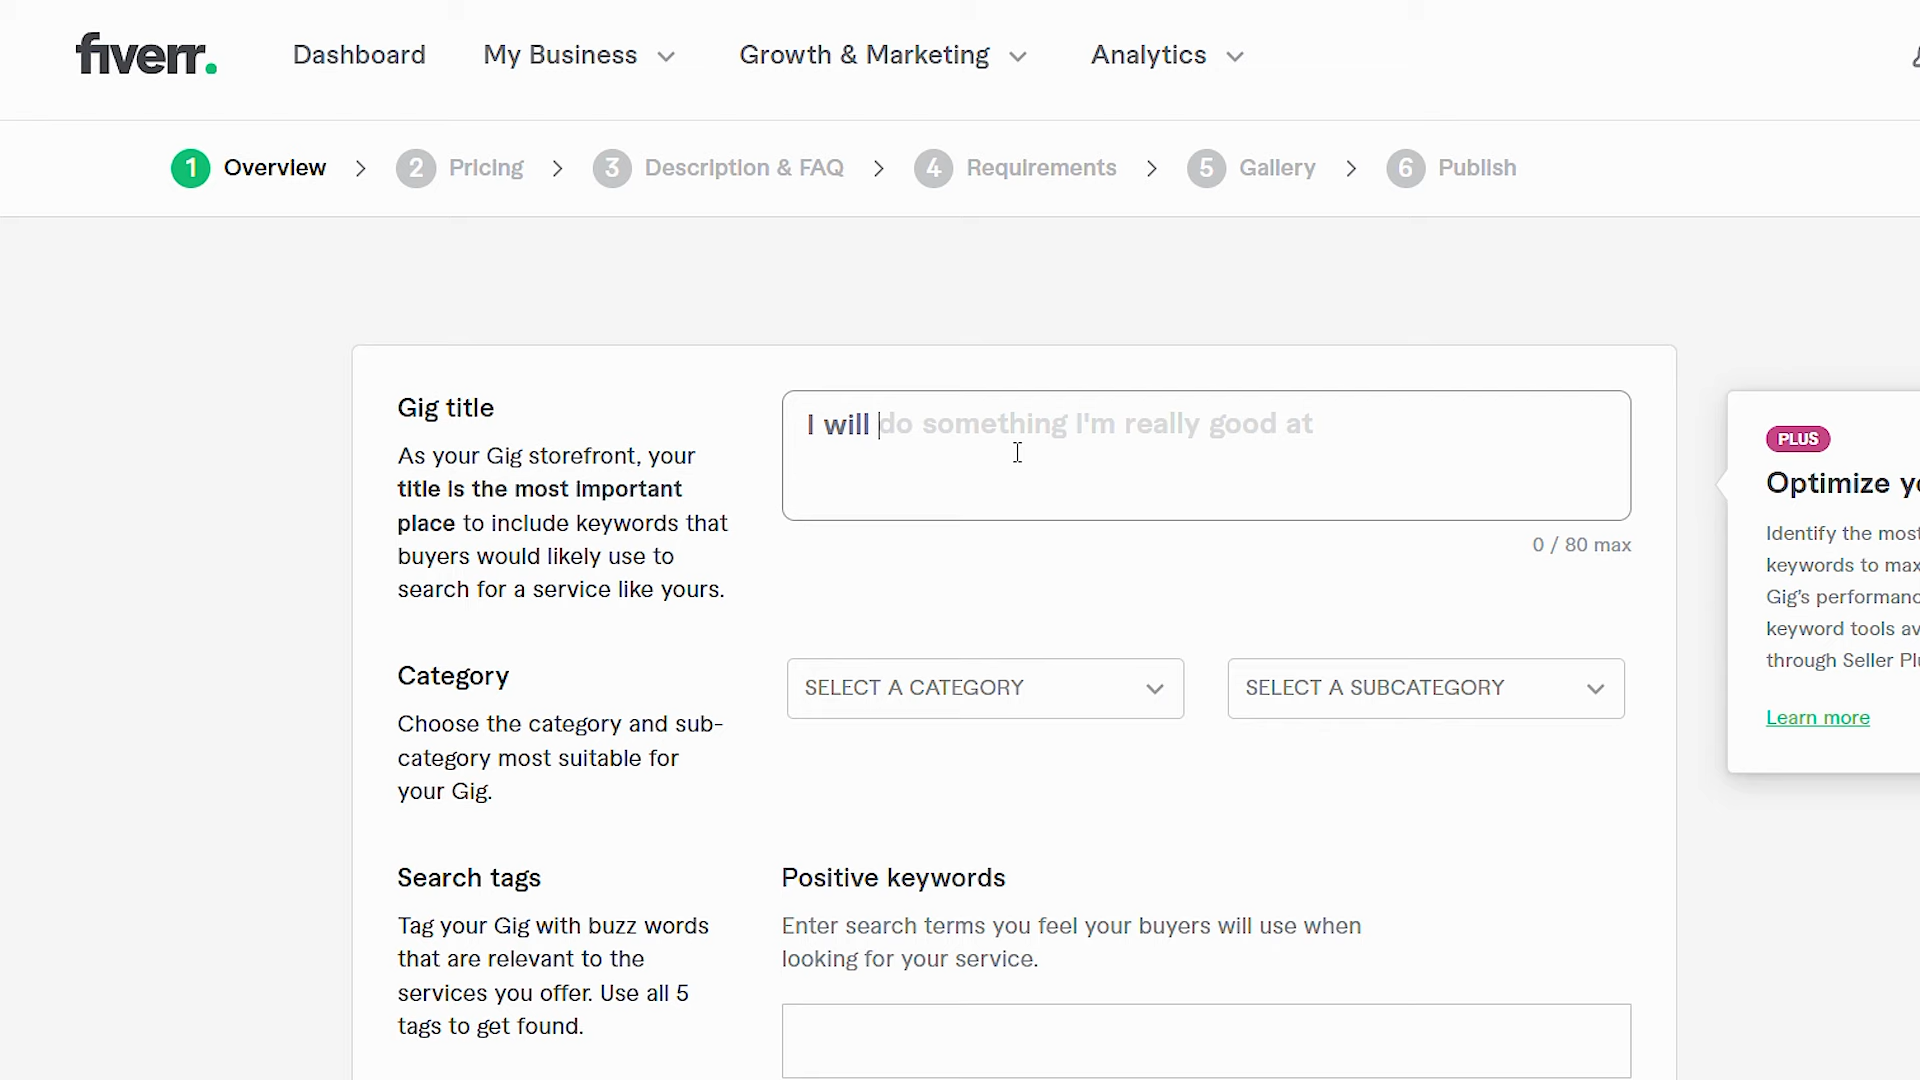 fiverr.
Dashboard
My Business
Growth & Marketing
Analytics
1 Overview
2 Pricing
3 Description & FAQ
4 Requirements
5 Gallery
6 Publish
Gig title
As your Gig storefront, your
title is the most important
place to include keywords that
buyers would likely use to
search for a service like yours.
I will do something I'm really good at
0 / 80 max
PLUS
Optimize
Identify the most
keywords to
Gig's
keyword tools
through Seller
Learn more
Category
Choose the category and sub-
category most suitable for
your Gig.
SELECT A CATEGORY
SELECT A SUBCATEGORY
Search tags
Tag your Gig with buzz words
that are relevant to the
services you offer. Use all 5
tags to get found.
Positive keywords
Enter search terms you feel your buyers will use when
looking for your service.